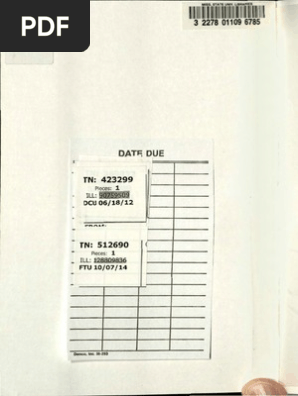 PDF
3 2278 01109 6785
DATE DUE
TN: 423299
Pieces: 1
ILL:
OCU 06/18/12
TN: 512690
Pieces: 1
ILL:
FTU 10/07/14